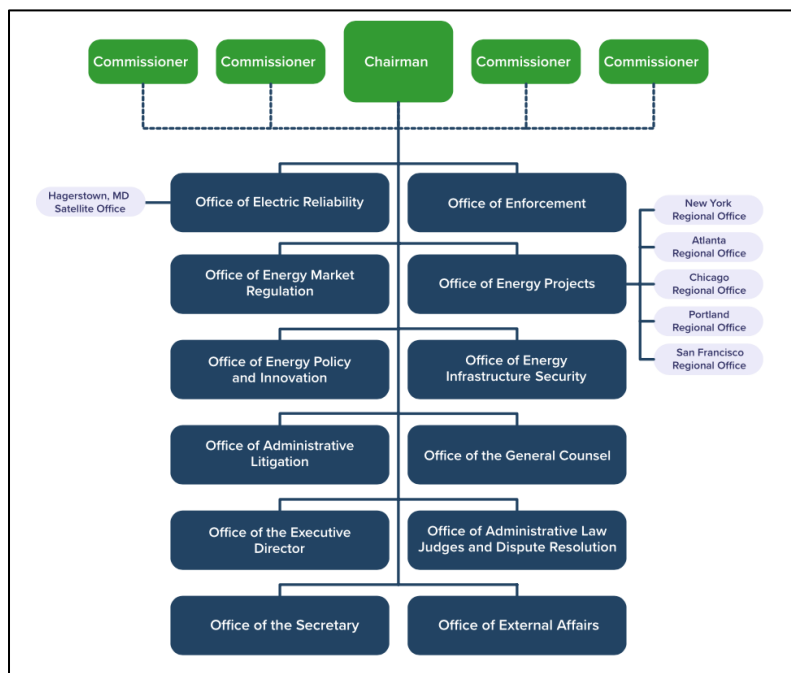 Commissioner
Commissioner
Chairman
Commissioner
Commissioner
Hagerstown, MD
Satellite Office
Office of Electric Reliability
Office of Enforcement
New York
Regional Office
Atlanta
Regional Office
Chicago
Regional Office
Portland
Regional Office
San Francisco
Regional Office
Office of Energy Market
Regulation
Office of Energy Projects
Office of Energy Policy
and Innovation
Office of Energy
Infrastructure Security
Office of Administrative
Litigation
Office of the General Counsel
Office of the Executive
Director
Office of Administrative Law
Judges and Dispute Resolution
Office of the Secretary
Office of External Affairs